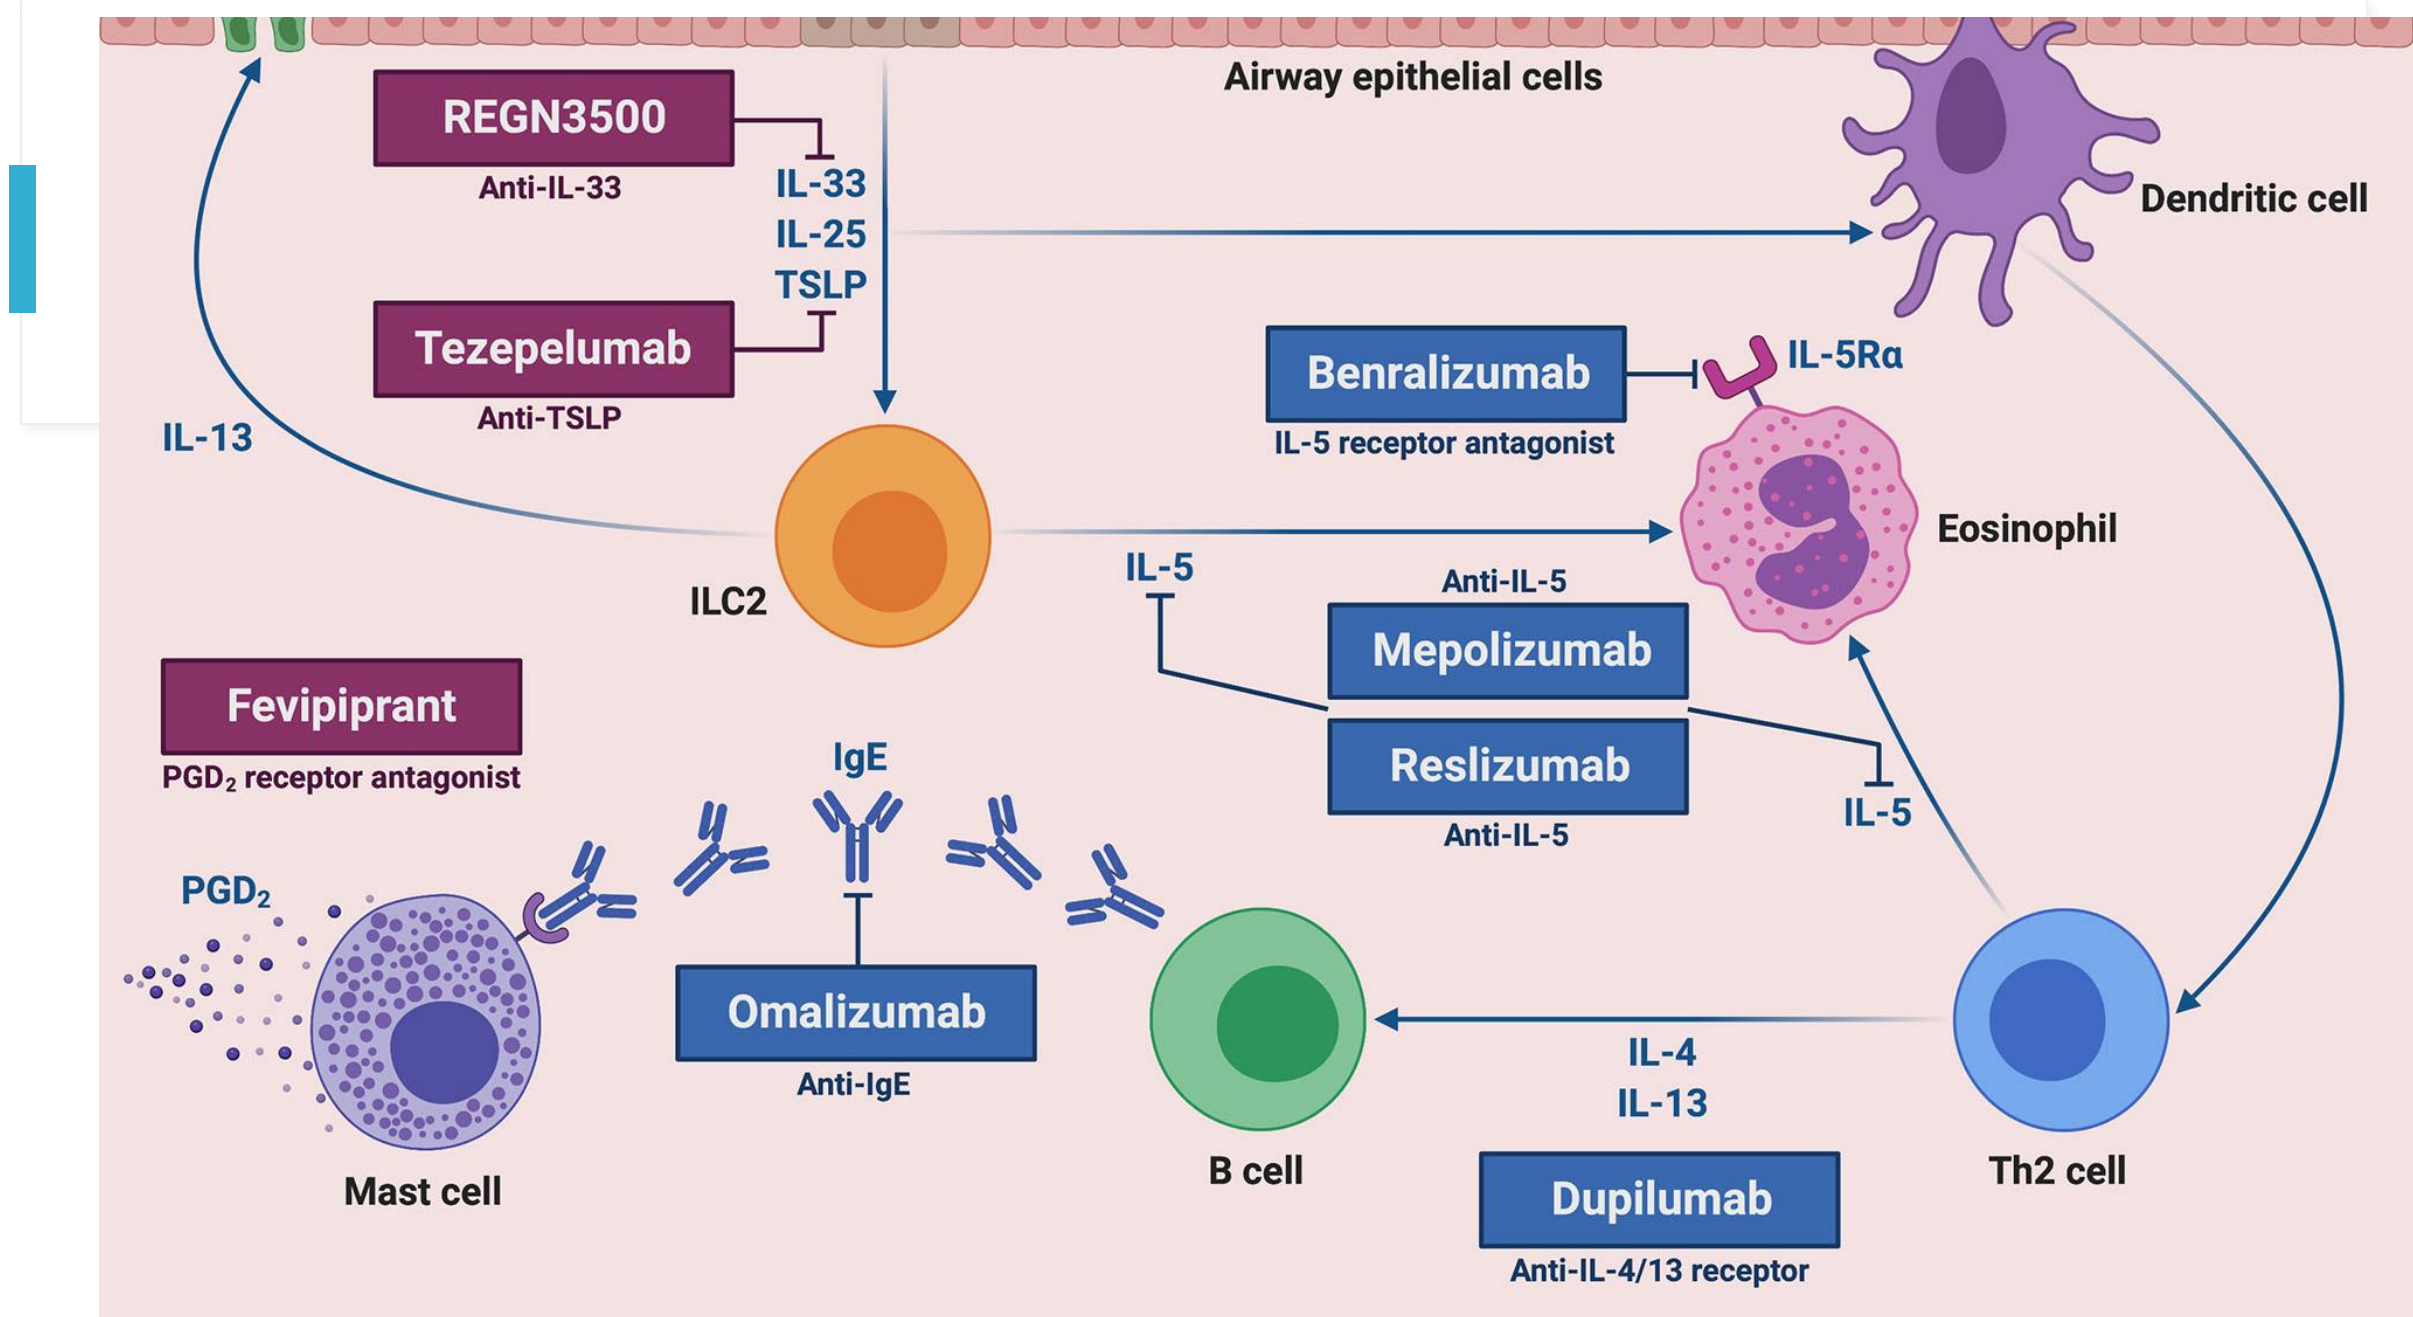 Airway epithelial cells
REGN3500
Anti-IL-33
IL-33
IL-25
TSLP
Dendritic cell
Tezepelumab
Anti-TSLP
Benralizumab
IL-5 receptor antagonist
IL-5Rα
IL-13
Eosinophil
ILC2
IL-5
Anti-IL-5
Mepolizumab
Reslizumab
Anti-IL-5
IL-5
Fevipiprant
PGD₂ receptor antagonist
IgE
PGD₂
Omalizumab
Anti-IgE
IL-4
IL-13
Mast cell
B cell
Th2 cell
Dupilumab
Anti-IL-4/13 receptor